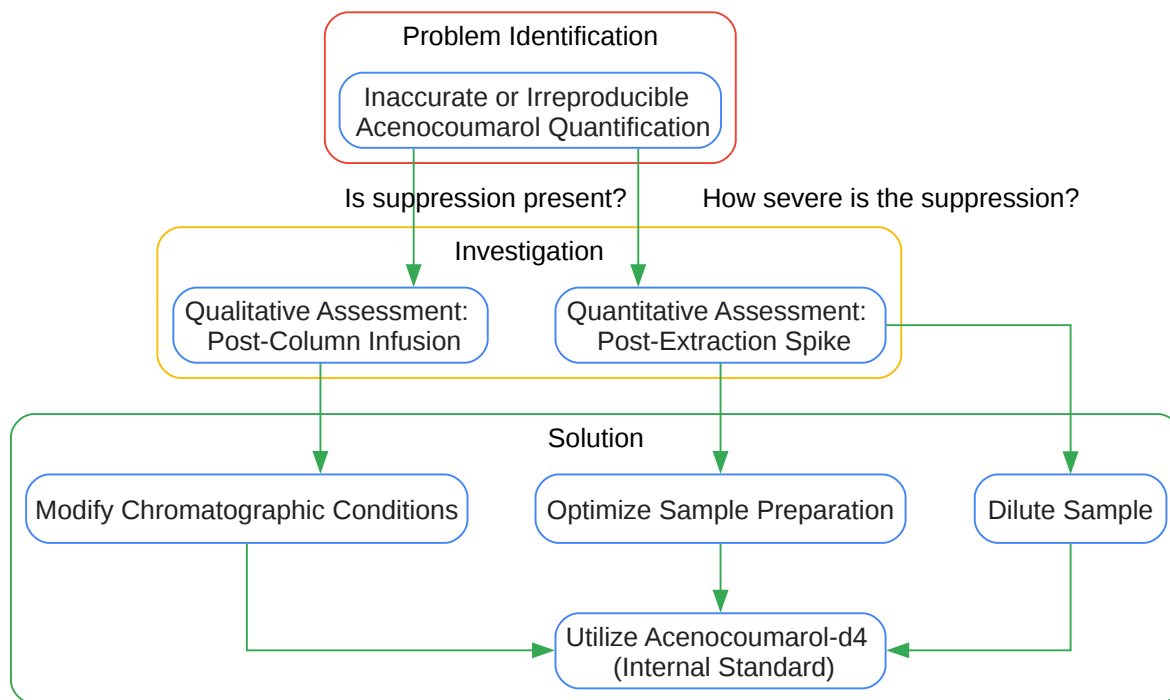 Problem Identification
Inaccurate or Irreproducible
Acenocoumarol Quantification
Is suppression present?
How severe is the suppression?
Investigation
Qualitative Assessment:
Post-Column Infusion
Quantitative Assessment:
Post-Extraction Spike
Solution
Modify Chromatographic Conditions
Optimize Sample Preparation
Dilute Sample
Utilize Acenocoumarol-d4
(Internal Standard)